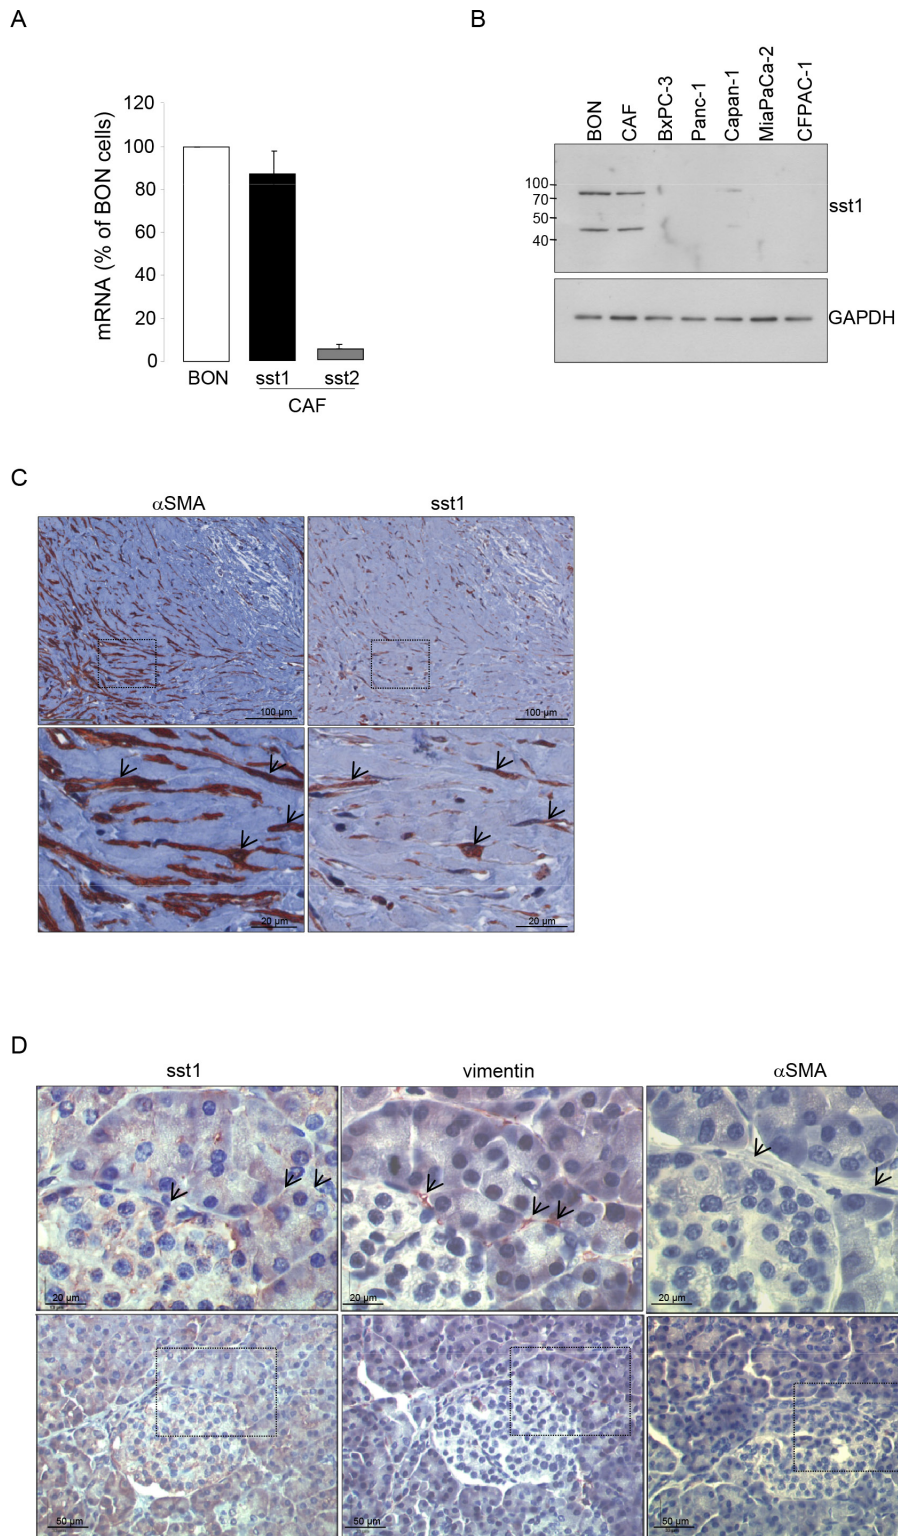 A
120
100
80
60
40
20
0
mRNA (% of BON cells)
BON
sst1
sst2
CAF
B
BON
CAF
BxPC-3
Panc-1
Capan-1
MiaPaCa-2
CFPAC-1
100
70
50
40
sst1
GAPDH
C
αSMA
sst1
100 µm
100 µm
20 µm
20 µm
D
sst1
vimentin
αSMA
20 µm
20 µm
20 µm
50 µm
50 µm
50 µm